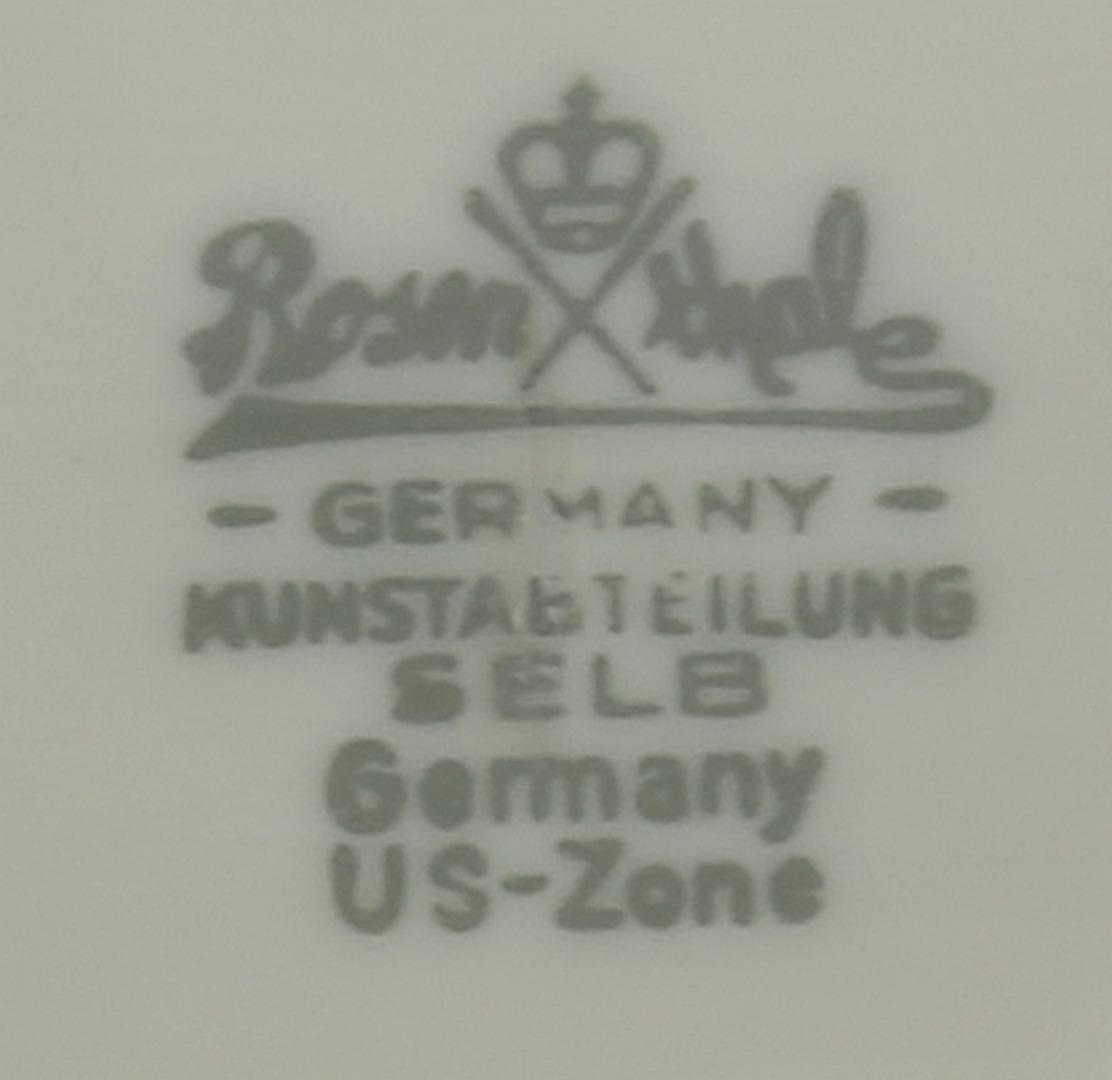 Rosenthal
- GERMANY -
KUNSTABTEILUNG
SELB
Germany
US-Zone